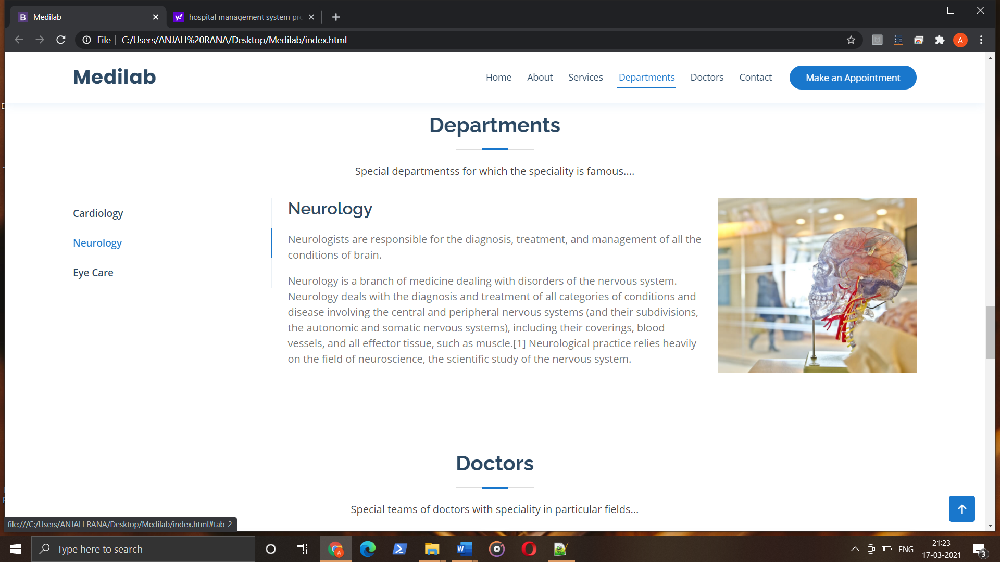 Medilab
hospital management system pro
File
C:/Users/ANJALI%20RANA/Desktop/Medilab/index.html
A
Medilab
Home About Services Departments Doctors Contact Make an Appointment
Departments
Special departmentss for which the speciality is famous....
Cardiology
Neurology
Eye Care
Neurology
Neurologists are responsible for the diagnosis, treatment, and management of all the
conditions of brain.
Neurology is a branch of medicine dealing with disorders of the nervous system.
Neurology deals with the diagnosis and treatment of all categories of conditions and
disease involving the central and peripheral nervous systems (and their subdivisions,
the autonomic and somatic nervous systems), including their coverings, blood
vessels, and all effector tissue, such as muscle.[1] Neurological practice relies heavily
on the field of neuroscience, the scientific study of the nervous system.
Doctors
Special teams of doctors with speciality in particular fields...
file:///C:/Users/ANJALI RANA/Desktop/Medilab/index.html#tab-2
Type here to search
ENG
21:23
17-03-2021
3